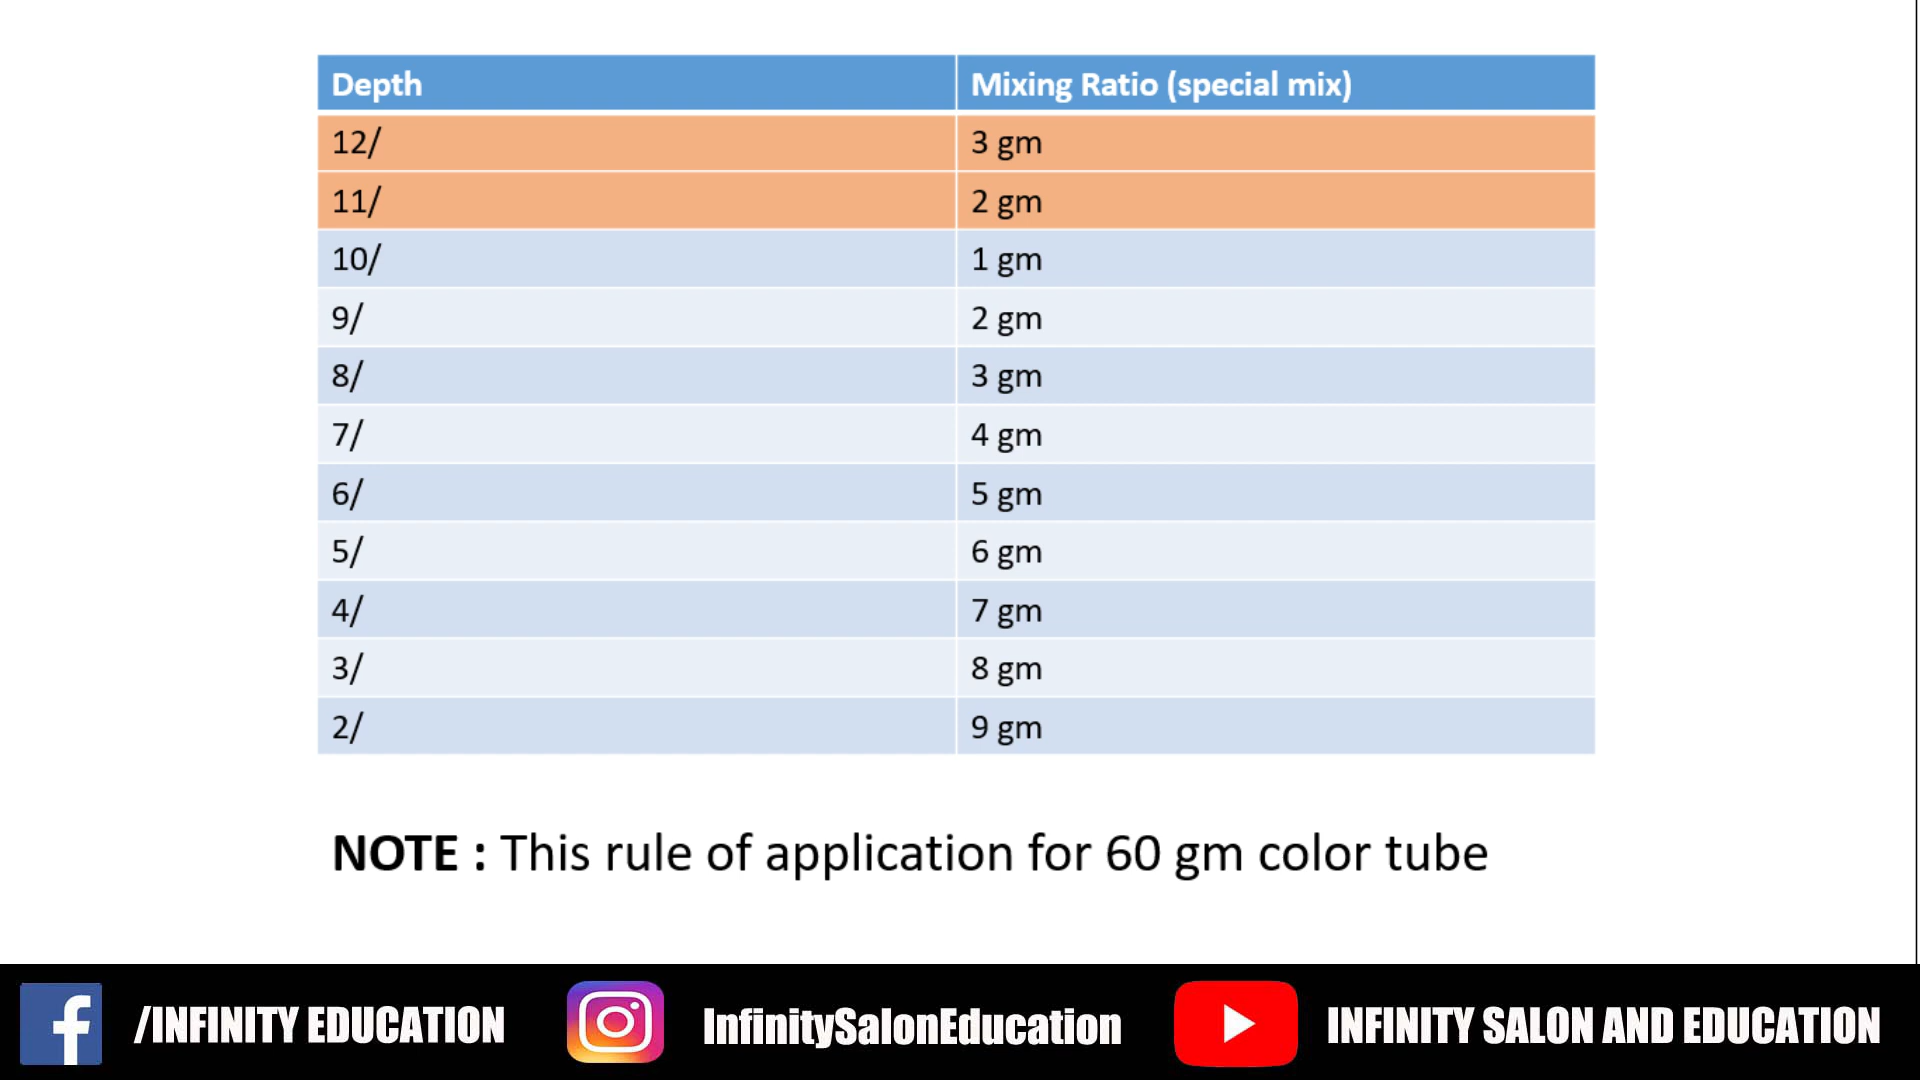 Depth Mixing Ratio (special mix)
12/ 3 gm
11/ 2 gm
10/ 1 gm
9/ 2 gm
8/ 3 gm
7/ 4 gm
6/ 5 gm
5/ 6 gm
4/ 7 gm
3/ 8 gm
2/ 9 gm
NOTE : This rule of application for 60 gm color tube
/INFINITY EDUCATION InfinitySalonEducation INFINITY SALON AND EDUCATION